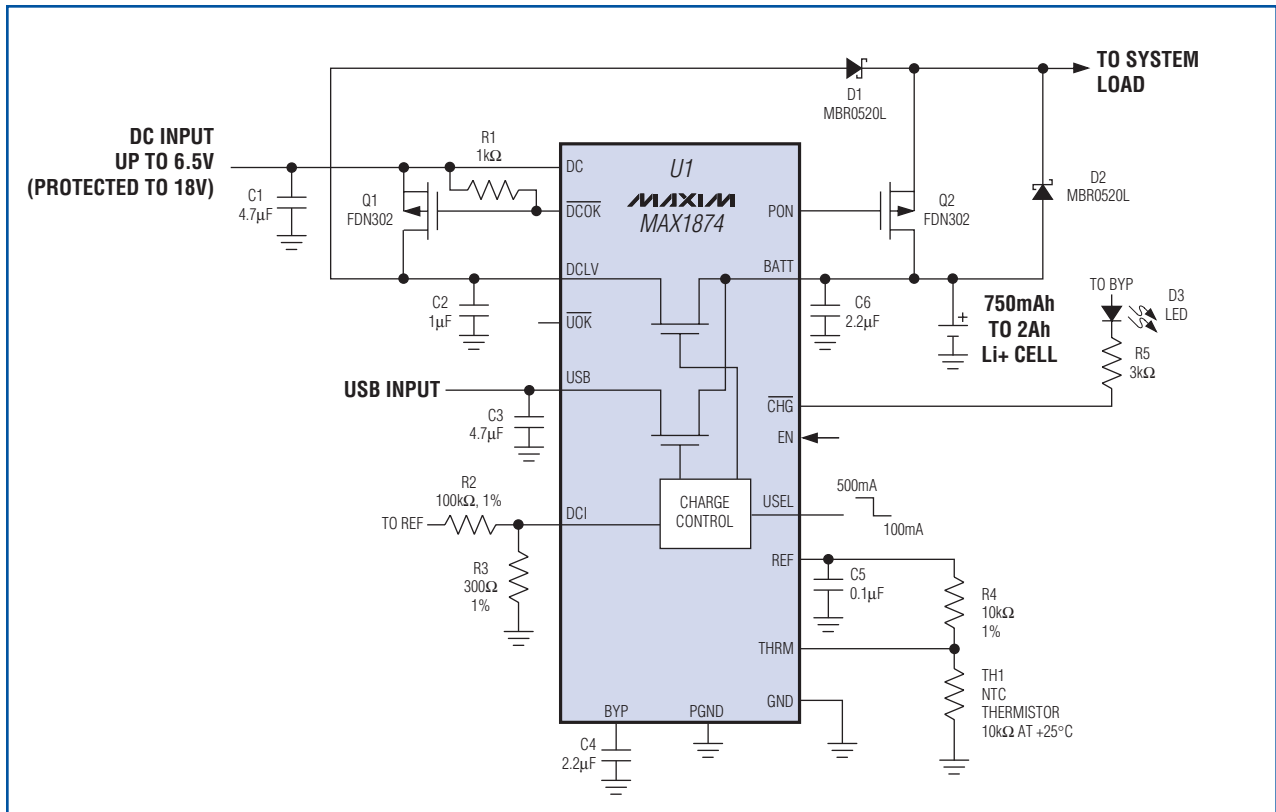 TO SYSTEM
LOAD
D1
MBR0520L
DC INPUT
UP TO 6.5V
(PROTECTED TO 18V)
R1
1kΩ
DC
U1
MAXIM
MAX1874
D2
MBR0520L
C1
4.7µF
Q1
FDN302
DCOK
PON
Q2
FDN302
DCLV
BATT
C2
1µF
UOK
C6
2.2µF
+
750mAh
TO 2Ah
Li+ CELL
TO BYP
D3
LED
R5
3kΩ
USB INPUT
USB
C3
4.7µF
CHG
EN
R2
100kΩ, 1%
TO REF
DCI
CHARGE
CONTROL
USEL
500mA
100mA
R3
300Ω
1%
REF
C5
0.1µF
R4
10kΩ
1%
THRM
TH1
NTC
THERMISTOR
10kΩ AT +25°C
GND
BYP
PGND
C4
2.2µF